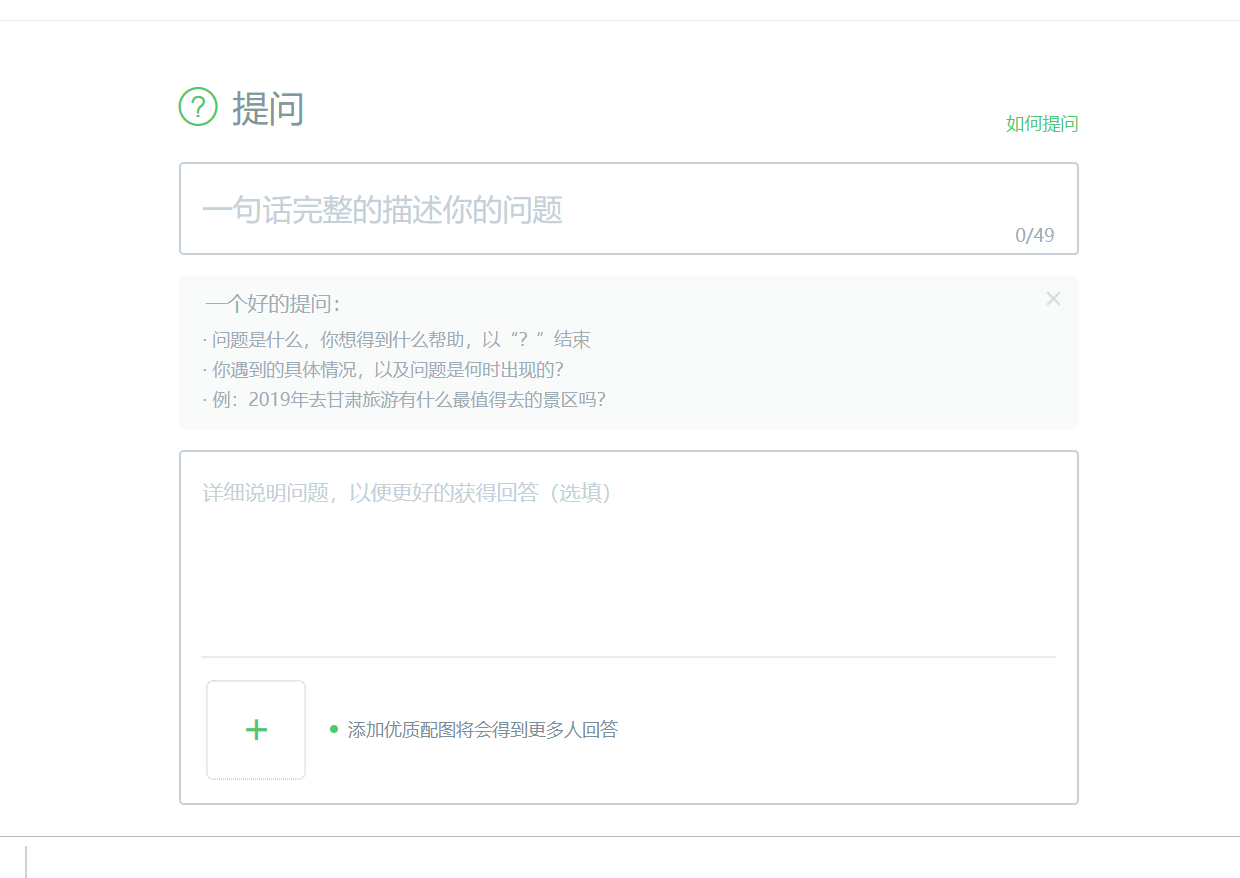 提问
如何提问
一句话完整的描述你的问题
0/49
一个好的提问：
· 问题是什么，你想得到什么帮助，以“？”结束
· 你遇到的具体情况，以及问题是何时出现的？
· 例：2019年去甘肃旅游有什么最值得去的景区吗？
详细说明问题，以便更好的获得回答（选填）
添加优质配图将会得到更多人回答